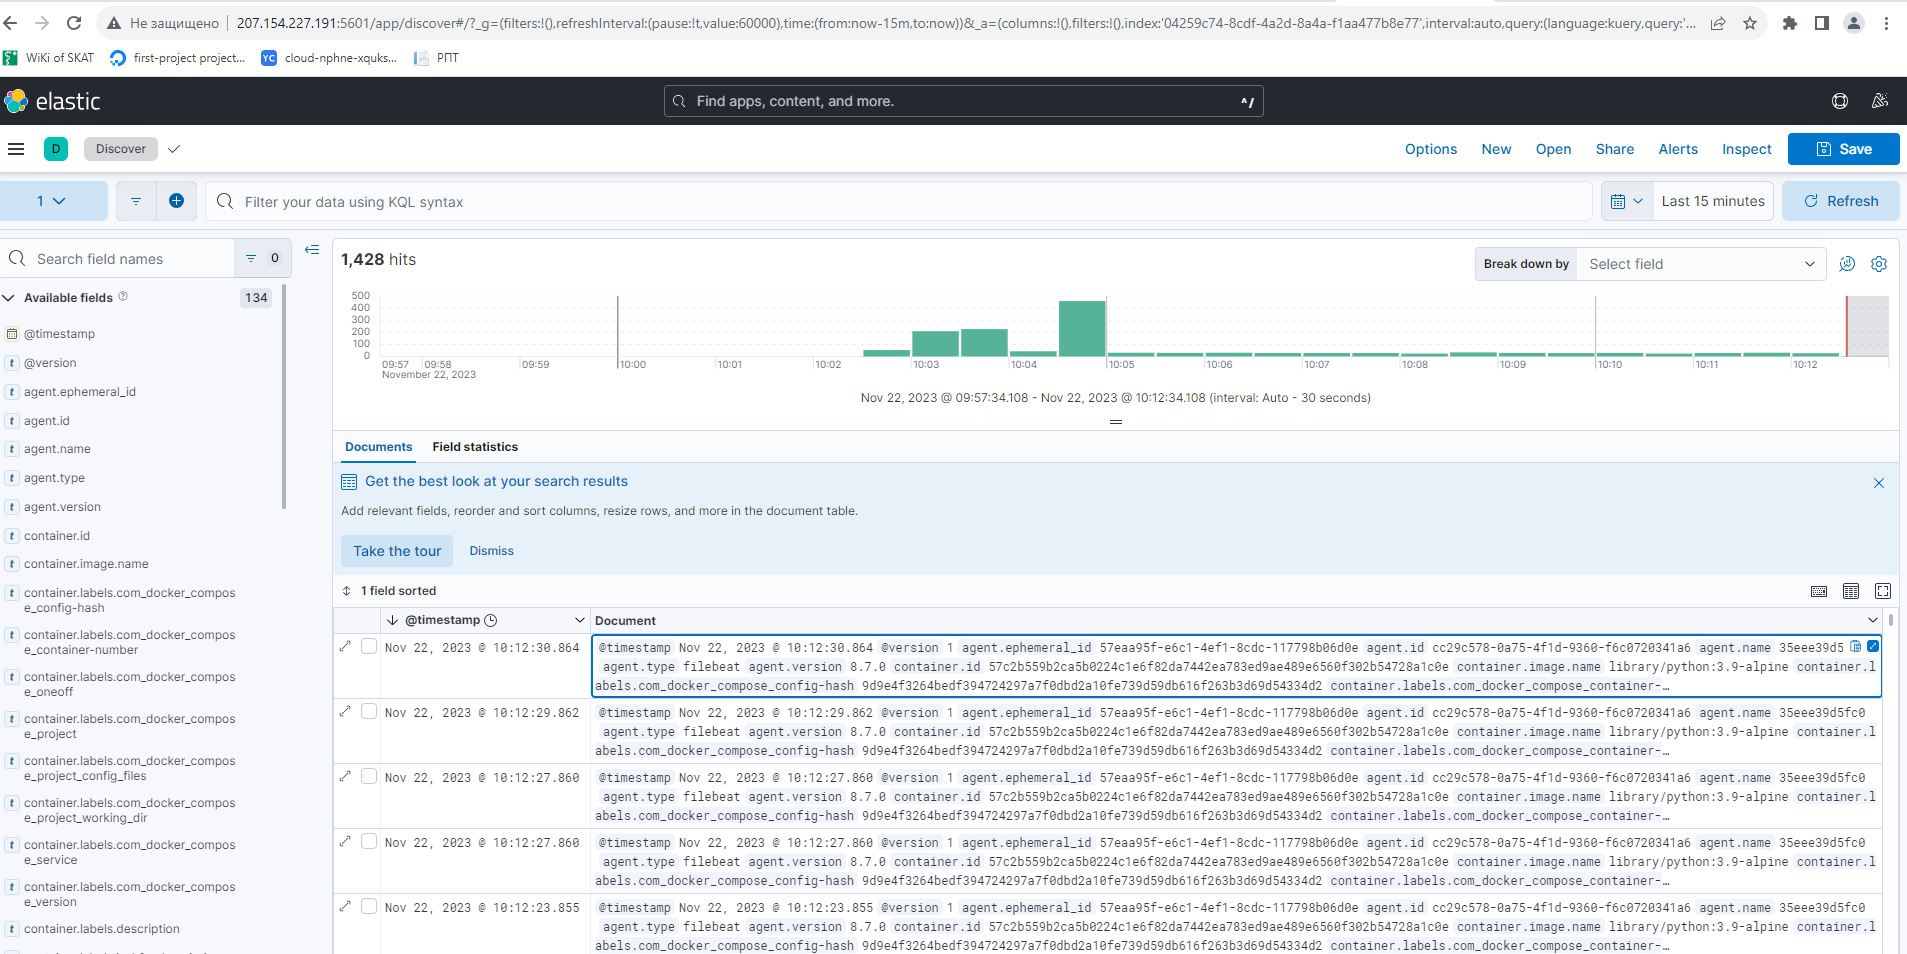 Не защищено 207.154.227.191:5601/app/discover#/?_g=(filters:!(),refreshInterval:(pause:!t,value:60000),time:(from:now-15m,to:now))&_a=(columns:!(),filters:!(),index:'04259c74-8cdf-4a2d-8a4a-f1aa477b8e77',interval:auto,query:(language:kuery,query:'...
WiKi of SKAT first-project project... YC cloud-nphne-xquks... РПТ
elastic Find apps, content, and more. ^/
D Discover Options New Open Share Alerts Inspect Save
1 Filter your data using KQL syntax Last 15 minutes Refresh
Search field names 0
Available fields 134
@timestamp
@version
agent.ephemeral_id
agent.id
agent.name
agent.type
agent.version
container.id
container.image.name
container.labels.com_docker_compos
e_config-hash
container.labels.com_docker_compos
e_container-number
container.labels.com_docker_compos
e_oneoff
container.labels.com_docker_compos
e_project
container.labels.com_docker_compos
e_project_config_files
container.labels.com_docker_compos
e_project_working_dir
container.labels.com_docker_compos
e_service
container.labels.com_docker_compos
e_version
container.labels.description
1,428 hits
Break down by Select field
500
400
300
200
100
0
09:57 09:58 09:59 10:00 10:01 10:02 10:03 10:04 10:05 10:06 10:07 10:08 10:09 10:10 10:11 10:12
November 22, 2023
Nov 22, 2023 @ 09:57:34.108 - Nov 22, 2023 @ 10:12:34.108 (interval: Auto - 30 seconds)
Documents Field statistics
Get the best look at your search results
Add relevant fields, reorder and sort columns, resize rows, and more in the document table.
Take the tour Dismiss
1 field sorted
@timestamp Document
Nov 22, 2023 @ 10:12:30.864 @timestamp Nov 22, 2023 @ 10:12:30.864 @version 1 agent.ephemeral_id 57eaa95f-e6c1-4ef1-8cdc-117798b06d0e agent.id cc29c578-0a75-4f1d-9360-f6c0720341a6 agent.name 35eee39d5
agent.type filebeat agent.version 8.7.0 container.id 57c2b559b2ca5b0224c1e6f82da7442ea783ed9ae489e6560f302b54728a1c0e container.image.name library/python:3.9-alpine container.l
abels.com_docker_compose_config-hash 9d9e4f3264bedf394724297a7f0dbd2a10fe739d59db616f263b3d69d54334d2 container.labels.com_docker_compose_container-…
Nov 22, 2023 @ 10:12:29.862 @timestamp Nov 22, 2023 @ 10:12:29.862 @version 1 agent.ephemeral_id 57eaa95f-e6c1-4ef1-8cdc-117798b06d0e agent.id cc29c578-0a75-4f1d-9360-f6c0720341a6 agent.name 35eee39d5fc0
agent.type filebeat agent.version 8.7.0 container.id 57c2b559b2ca5b0224c1e6f82da7442ea783ed9ae489e6560f302b54728a1c0e container.image.name library/python:3.9-alpine container.l
abels.com_docker_compose_config-hash 9d9e4f3264bedf394724297a7f0dbd2a10fe739d59db616f263b3d69d54334d2 container.labels.com_docker_compose_container-…
Nov 22, 2023 @ 10:12:27.860 @timestamp Nov 22, 2023 @ 10:12:27.860 @version 1 agent.ephemeral_id 57eaa95f-e6c1-4ef1-8cdc-117798b06d0e agent.id cc29c578-0a75-4f1d-9360-f6c0720341a6 agent.name 35eee39d5fc0
agent.type filebeat agent.version 8.7.0 container.id 57c2b559b2ca5b0224c1e6f82da7442ea783ed9ae489e6560f302b54728a1c0e container.image.name library/python:3.9-alpine container.l
abels.com_docker_compose_config-hash 9d9e4f3264bedf394724297a7f0dbd2a10fe739d59db616f263b3d69d54334d2 container.labels.com_docker_compose_container-…
Nov 22, 2023 @ 10:12:27.860 @timestamp Nov 22, 2023 @ 10:12:27.860 @version 1 agent.ephemeral_id 57eaa95f-e6c1-4ef1-8cdc-117798b06d0e agent.id cc29c578-0a75-4f1d-9360-f6c0720341a6 agent.name 35eee39d5fc0
agent.type filebeat agent.version 8.7.0 container.id 57c2b559b2ca5b0224c1e6f82da7442ea783ed9ae489e6560f302b54728a1c0e container.image.name library/python:3.9-alpine container.l
abels.com_docker_compose_config-hash 9d9e4f3264bedf394724297a7f0dbd2a10fe739d59db616f263b3d69d54334d2 container.labels.com_docker_compose_container-…
Nov 22, 2023 @ 10:12:23.855 @timestamp Nov 22, 2023 @ 10:12:23.855 @version 1 agent.ephemeral_id 57eaa95f-e6c1-4ef1-8cdc-117798b06d0e agent.id cc29c578-0a75-4f1d-9360-f6c0720341a6 agent.name 35eee39d5fc0
agent.type filebeat agent.version 8.7.0 container.id 57c2b559b2ca5b0224c1e6f82da7442ea783ed9ae489e6560f302b54728a1c0e container.image.name library/python:3.9-alpine container.l
abels.com_docker_compose_config-hash 9d9e4f3264bedf394724297a7f0dbd2a10fe739d59db616f263b3d69d54334d2 container.labels.com_docker_compose_container-…